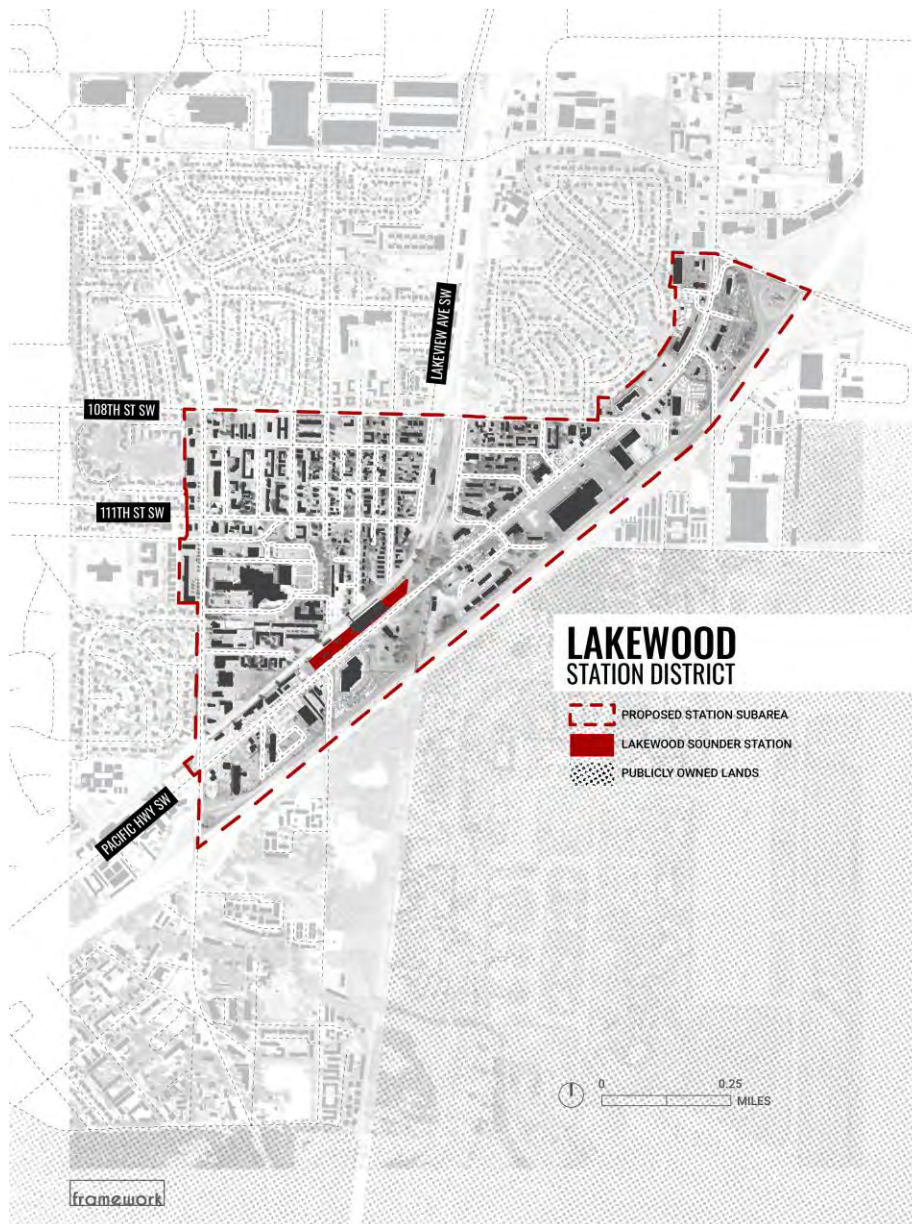 LAKEVIEW AVE SW
108TH ST SW
111TH ST SW
LAKEWOOD
STATION DISTRICT
PROPOSED STATION SUBAREA
LAKEWOOD SOUNDER STATION
PUBLICLY OWNED LANDS
PACIFIC HWY SW
0 0.25
MILES
framework